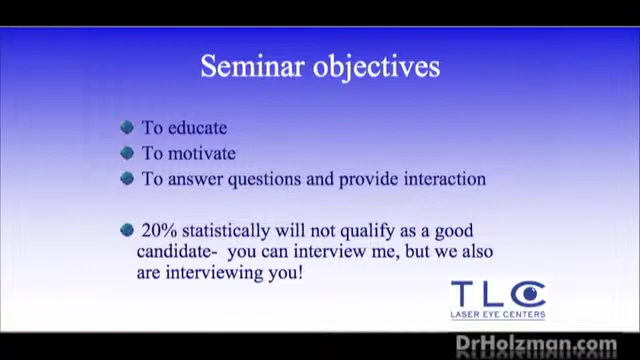 Seminar objectives
To educate
To motivate
To answer questions and provide interaction
20% statistically will not qualify as a good
candidate- you can interview me, but we also
are interviewing you!
TLC
LASER EYE CENTERS
DrHolzman.com